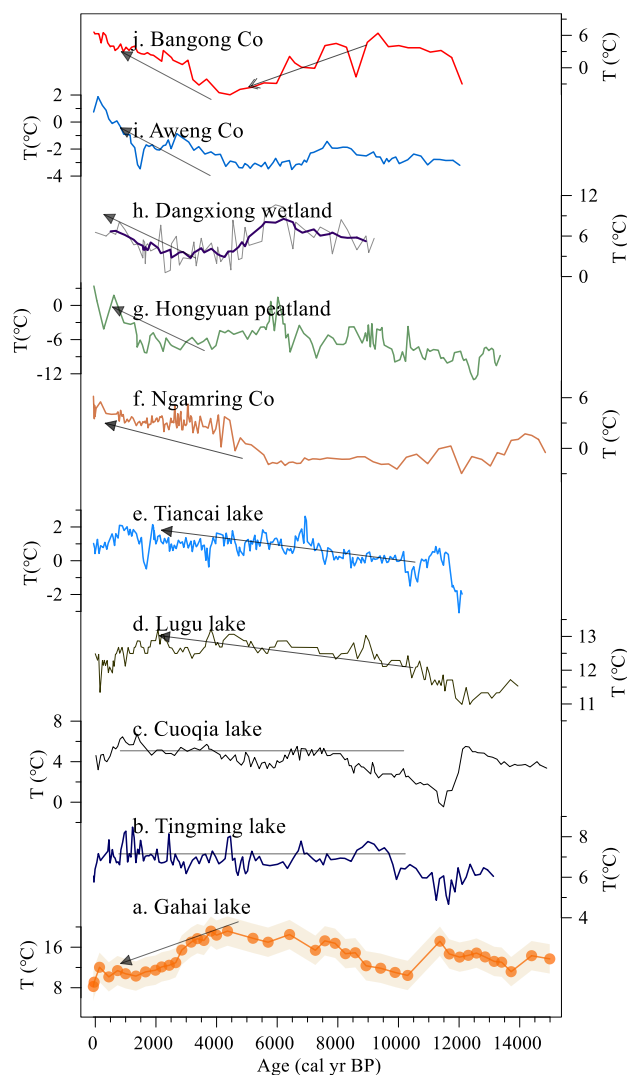 j. Bangong Co
6
0
T (°C)
2
0
-2
-4
T(°C)
i. Aweng Co
h. Dangxiong wetland
12
6
0
T (°C)
g. Hongyuan peatland
0
-6
-12
T(°C)
f. Ngamring Co
6
0
T (°C)
e. Tiancai lake
2
0
-2
T(°C)
d. Lugu lake
13
12
11
T (°C)
c. Cuoqia lake
8
4
0
T (°C)
b. Tingming lake
8
6
4
T (°C)
a. Gahai lake
16
8
T (°C)
0 2000 4000 6000 8000 10000 12000 14000
Age (cal yr BP)